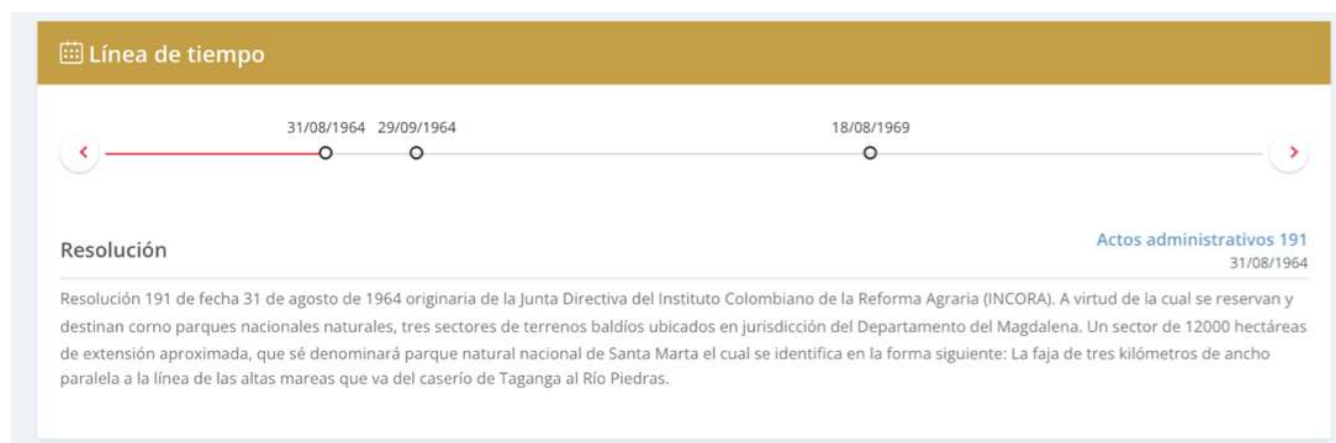 Línea de tiempo
31/08/1964 29/09/1964 18/08/1969
Resolución
Actos administrativos 191
31/08/1964
Resolución 191 de fecha 31 de agosto de 1964 originaria de la Junta Directiva del Instituto Colombiano de la Reforma Agraria (INCORA). A virtud de la cual se reservan y
destinan corno parques nacionales naturales, tres sectores de terrenos baldíos ubicados en jurisdicción del Departamento del Magdalena. Un sector de 12000 hectáreas
de extensión aproximada, que sé denominará parque natural nacional de Santa Marta el cual se identifica en la forma siguiente: La faja de tres kilómetros de ancho
paralela a la línea de las altas mareas que va del caserío de Taganga al Río Piedras.